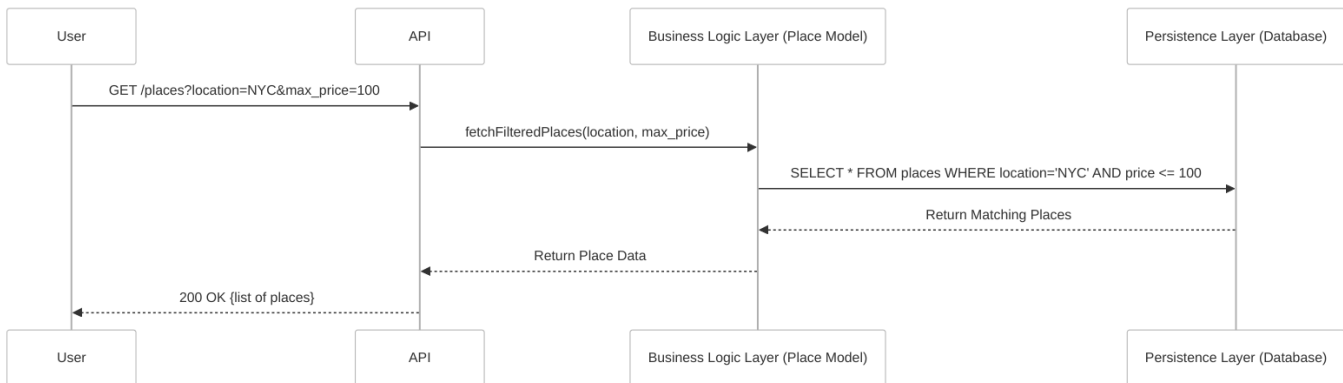 User
API
Business Logic Layer (Place Model)
Persistence Layer (Database)
GET /places?location=NYC&max_price=100
fetchFilteredPlaces(location, max_price)
SELECT * FROM places WHERE location='NYC' AND price <= 100
Return Matching Places
Return Place Data
200 OK {list of places}
User
API
Business Logic Layer (Place Model)
Persistence Layer (Database)